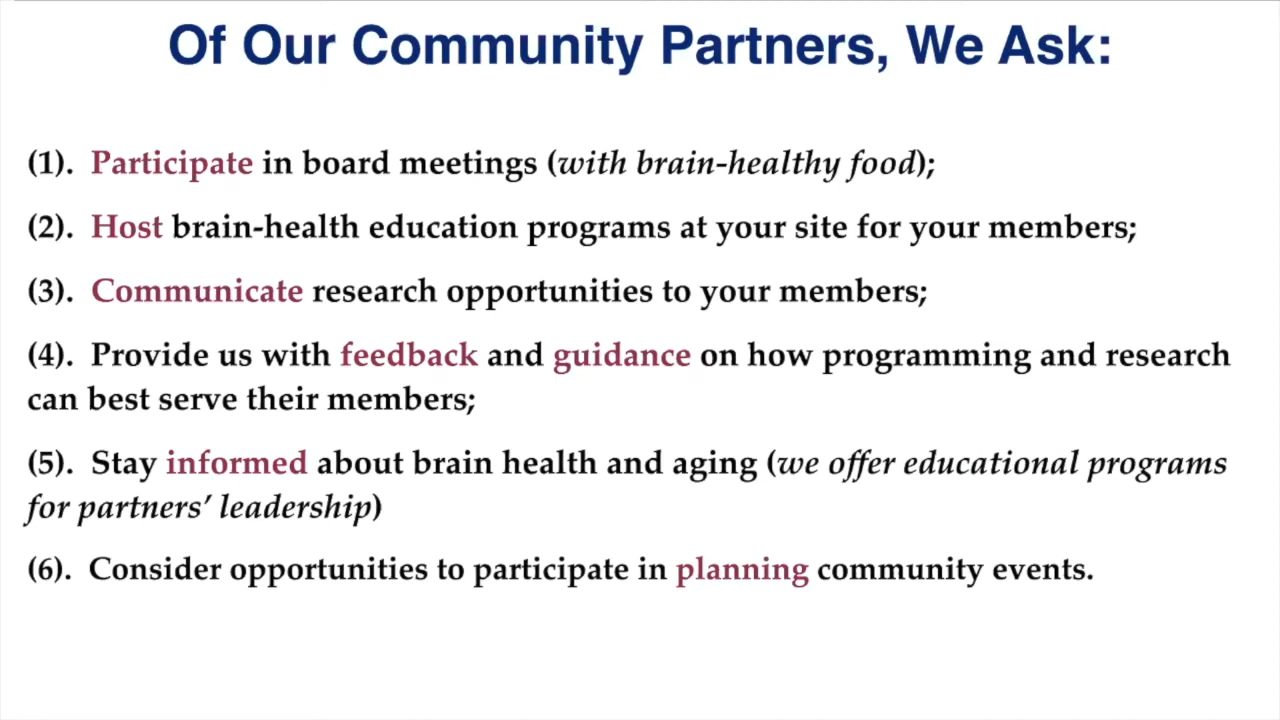 Of Our Community Partners, We Ask:
(1). Participate in board meetings (with brain-healthy food);
(2). Host brain-health education programs at your site for your members;
(3). Communicate research opportunities to your members;
(4). Provide us with feedback and guidance on how programming and research
can best serve their members;
(5). Stay informed about brain health and aging (we offer educational programs
for partners’ leadership)
(6). Consider opportunities to participate in planning community events.